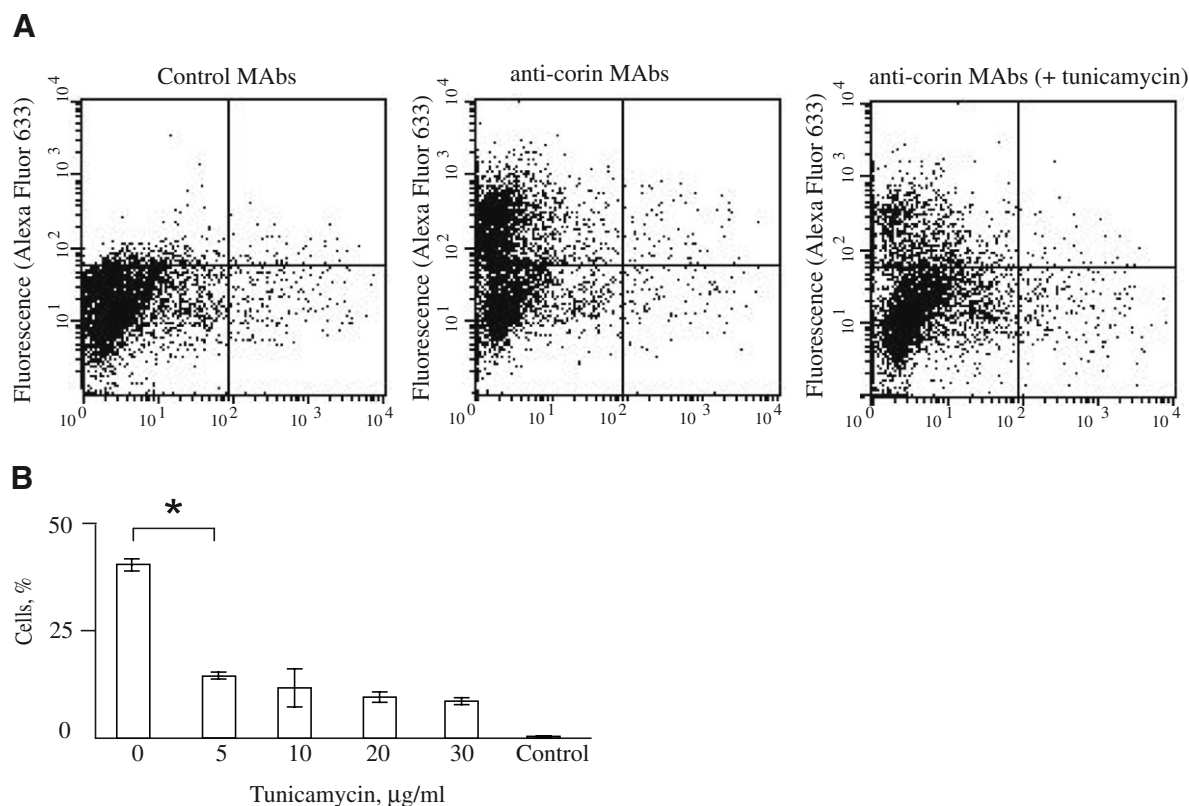 A
Control MAbs
anti-corin MAbs
anti-corin MAbs (+ tunicamycin)
Fluorescence (Alexa Fluor 633)
10^4
10^3
10^2
10^1
10^0 10^1 10^2 10^3 10^4
Fluorescence (Alexa Fluor 633)
10^4
10^3
10^2
10^1
10^0 10^1 10^2 10^3 10^4
Fluorescence (Alexa Fluor 633)
10^4
10^3
10^2
10^1
10^0 10^1 10^2 10^3 10^4
B
Cells, %
50
25
0
*
0 5 10 20 30 Control
Tunicamycin, μg/ml